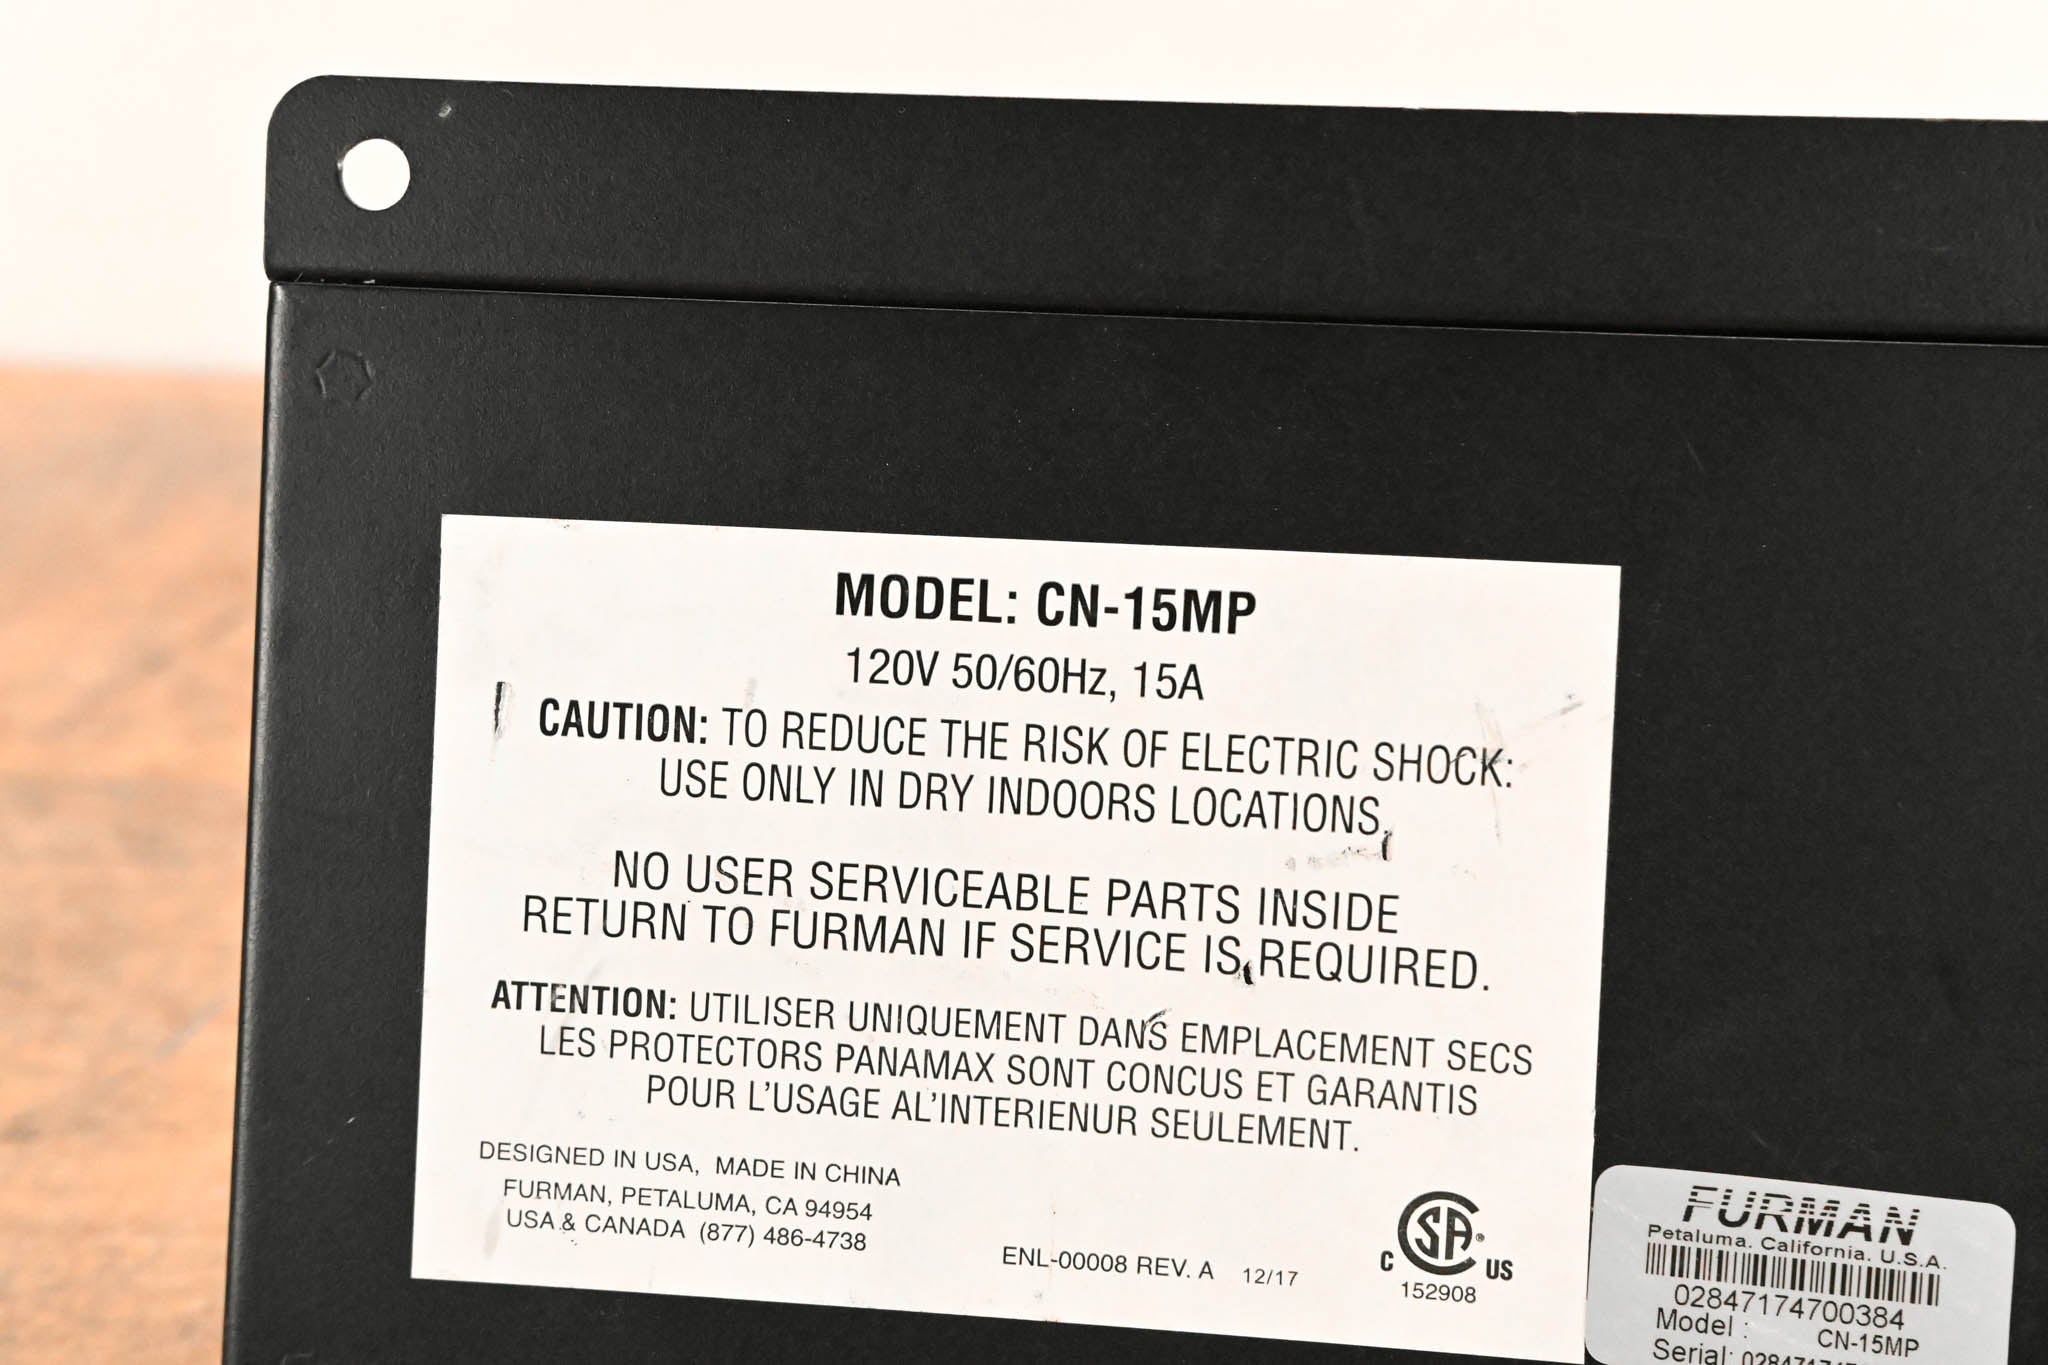 MODEL: CN-15MP
120V 50/60Hz, 15A
CAUTION: TO REDUCE THE RISK OF ELECTRIC SHOCK:
USE ONLY IN DRY INDOORS LOCATIONS.
NO USER SERVICEABLE PARTS INSIDE
RETURN TO FURMAN IF SERVICE IS REQUIRED.
ATTENTION: UTILISER UNIQUEMENT DANS EMPLACEMENT SECS
LES PROTECTORS PANAMAX SONT CONCUS ET GARANTIS
POUR L'USAGE AL'INTERIENUR SEULEMENT.
DESIGNED IN USA, MADE IN CHINA
FURMAN, PETALUMA, CA 94954
USA & CANADA (877) 486-4738
ENL-00008 REV. A 12/17
C SA® US
152908
FURMAN
Petaluma. California. U.S.A.
02847174700384
Model : CN-15MP
Serial: